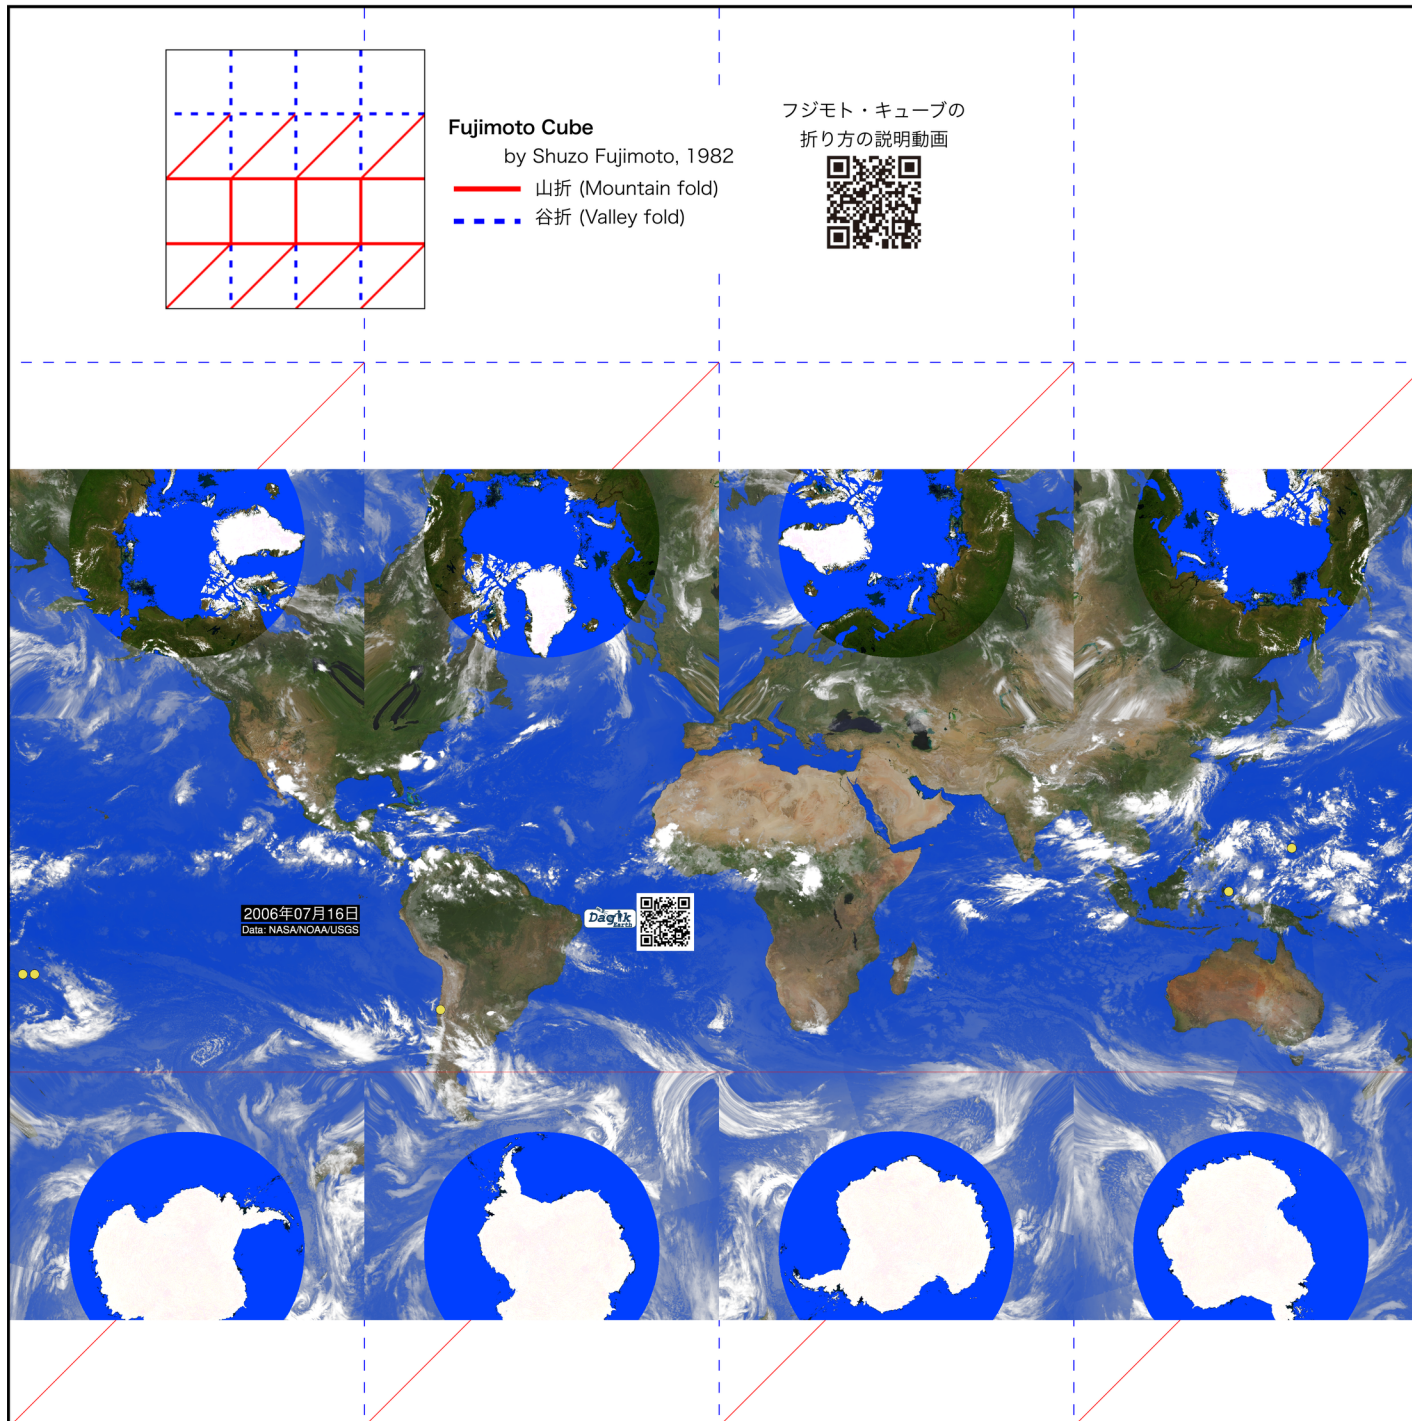 Fujimoto Cube
by Shuzo Fujimoto, 1982
山折 (Mountain fold)
谷折 (Valley fold)
フジモト・キューブの
折り方の説明動画
2006年07月16日
Data: NASA/NOAA/USGS
Dagik
Earth